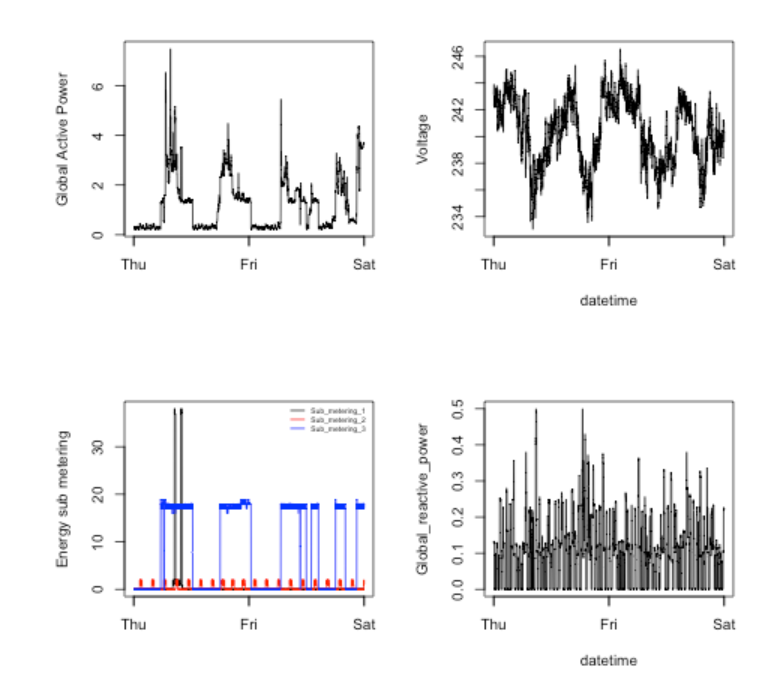 Global Active Power
0
2
4
6
Thu
Fri
Sat
Voltage
234
238
242
246
Thu
Fri
Sat
datetime
Energy sub metering
0
10
20
30
Sub_metering_1
Sub_metering_2
Sub_metering_3
Thu
Fri
Sat
Global_reactive_power
0.0
0.1
0.2
0.3
0.4
0.5
Thu
Fri
Sat
datetime